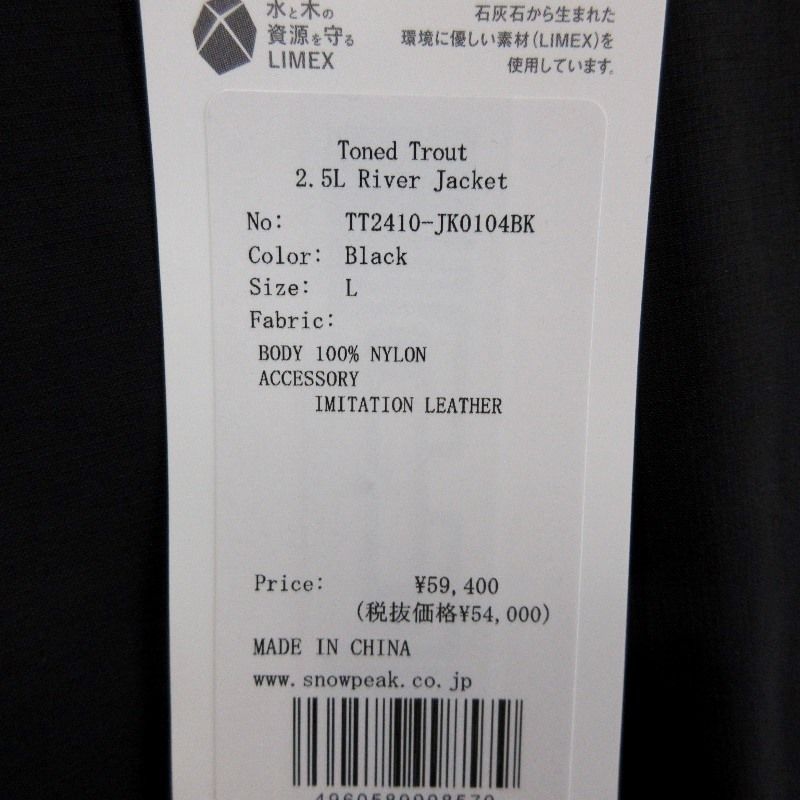 水と木の
資源を守る
LIMEX
石灰石から生まれた
環境に優しい素材(LIMEX)を
使用しています。
Toned Trout
2.5L River Jacket
No: TT2410-JK0104BK
Color: Black
Size: L
Fabric:
BODY 100% NYLON
ACCESSORY
IMITATION LEATHER
Price: ¥59,400
(税抜価格¥54,000)
MADE IN CHINA
www.snowpeak.co.jp